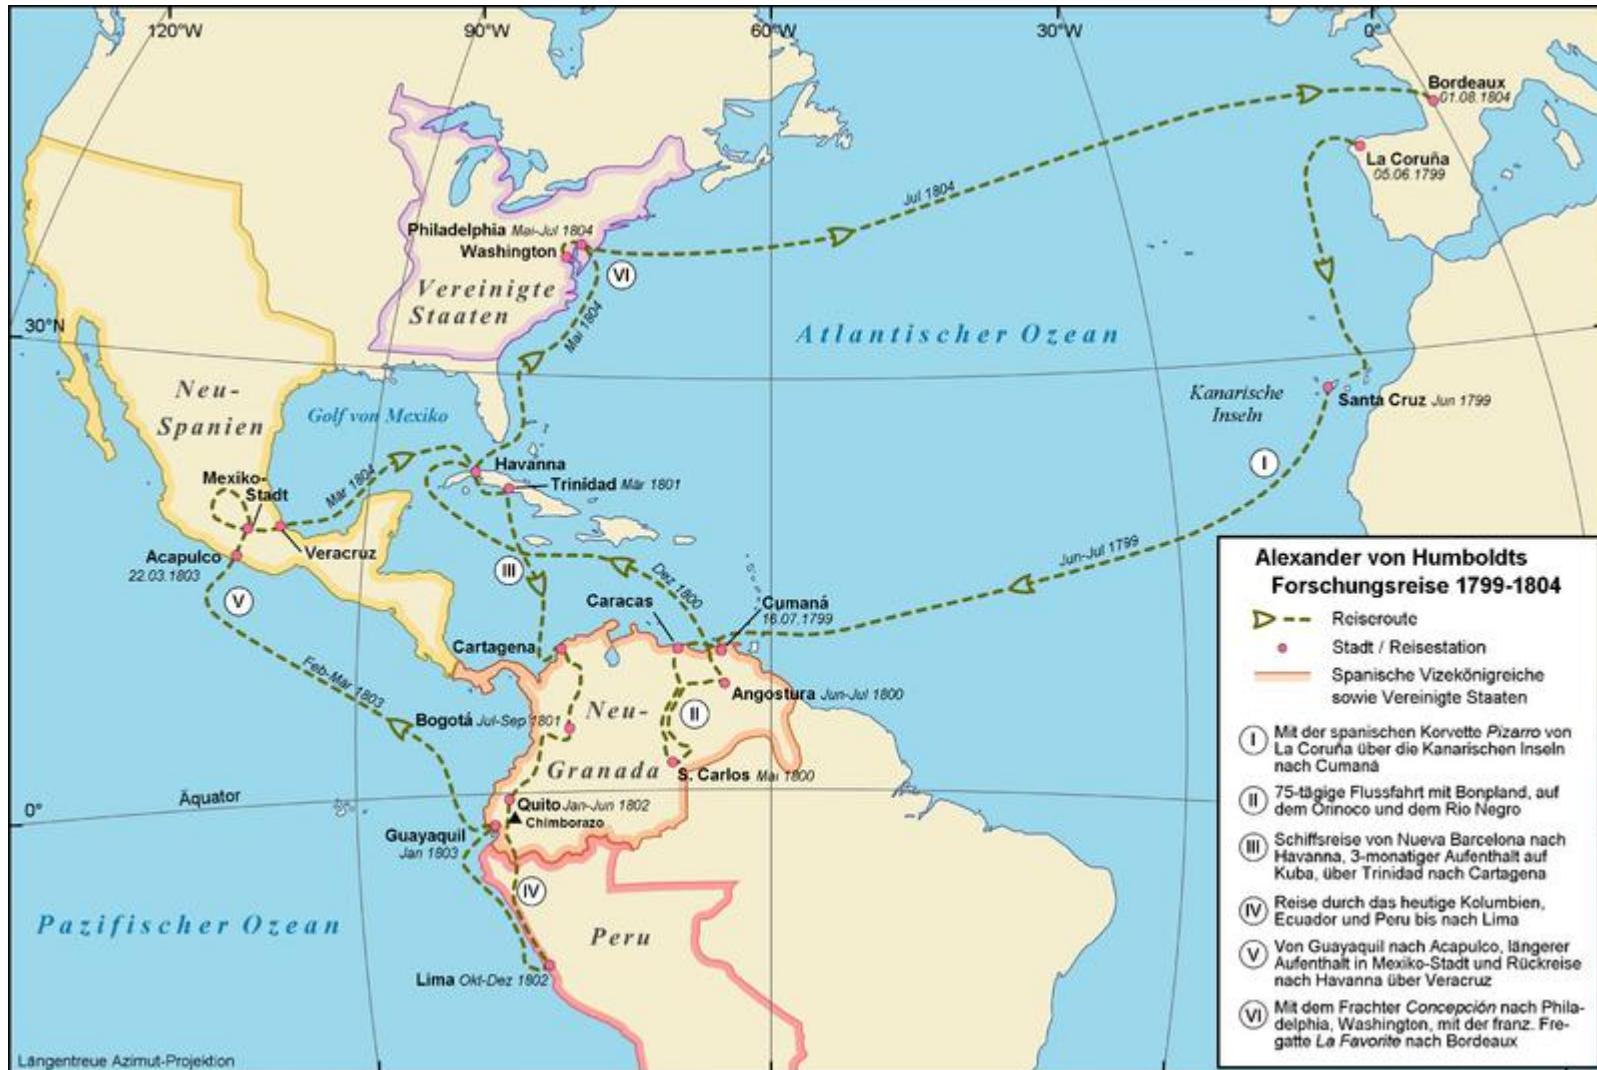 120°W
90°W
60°W
30°W
0°
Bordeaux
01.08.1804
La Coruña
05.06.1799
Jul 1804
Philadelphia Mai-Jul 1804
Washington
VI
Vereinigte
Staaten
Mai 1804
30°N
Atlantischer Ozean
Neu-
Spanien
Golf von Mexiko
Kanarische
Inseln
Santa Cruz Jun 1799
I
Havanna
Trinidad Mär 1801
Mär 1804
Mexiko-
Stadt
Veracruz
Acapulco
22.03.1803
V
III
Dez 1800
Jun-Jul 1799
Caracas
Cumaná
16.07.1799
Cartagena
Feb-Mär 1803
Angostura Jun-Jul 1800
II
Bogotá Jul-Sep 1801
Neu-
Granada
S. Carlos Mai 1800
Äquator
0°
Quito Jan-Jun 1802
Chimborazo
Guayaquil
Jan 1803
IV
Pazifischer Ozean
Peru
Lima Okt-Dez 1802
Längentreue Azimut-Projektion
Alexander von Humboldts
Forschungsreise 1799-1804
Reiseroute
Stadt / Reisestation
Spanische Vizekönigreiche
sowie Vereinigte Staaten
I Mit der spanischen Korvette Pizarro von
La Coruña über die Kanarischen Inseln
nach Cumaná
II 75-tägige Flussfahrt mit Bonpland, auf
dem Orinoco und dem Rio Negro
III Schiffsreise von Nueva Barcelona nach
Havanna, 3-monatiger Aufenthalt auf
Kuba, über Trinidad nach Cartagena
IV Reise durch das heutige Kolumbien,
Ecuador und Peru bis nach Lima
V Von Guayaquil nach Acapulco, längerer
Aufenthalt in Mexiko-Stadt und Rückreise
nach Havanna über Veracruz
VI Mit dem Frachter Concepción nach Phila-
delphia, Washington, mit der franz. Fre-
gatte La Favorite nach Bordeaux